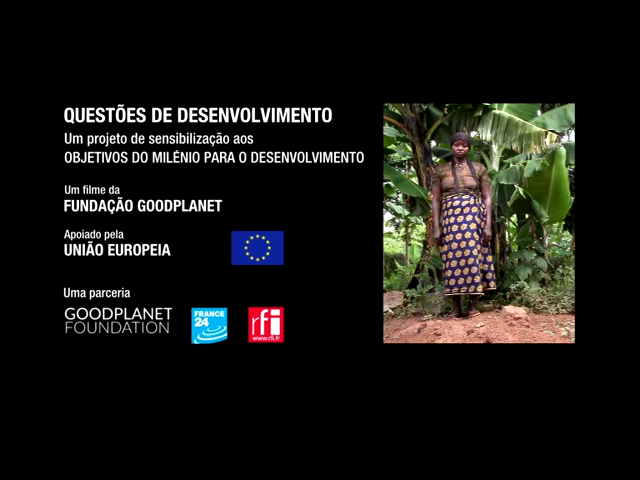 QUESTÕES DE DESENVOLVIMENTO
Um projeto de sensibilização aos
OBJETIVOS DO MILÉNIO PARA O DESENVOLVIMENTO
Um filme da
FUNDAÇÃO GOODPLANET
Apoiado pela
UNIÃO EUROPEIA
Uma parceria
GOODPLANET
FOUNDATION
FRANCE
24
rfi
www.rfi.fr